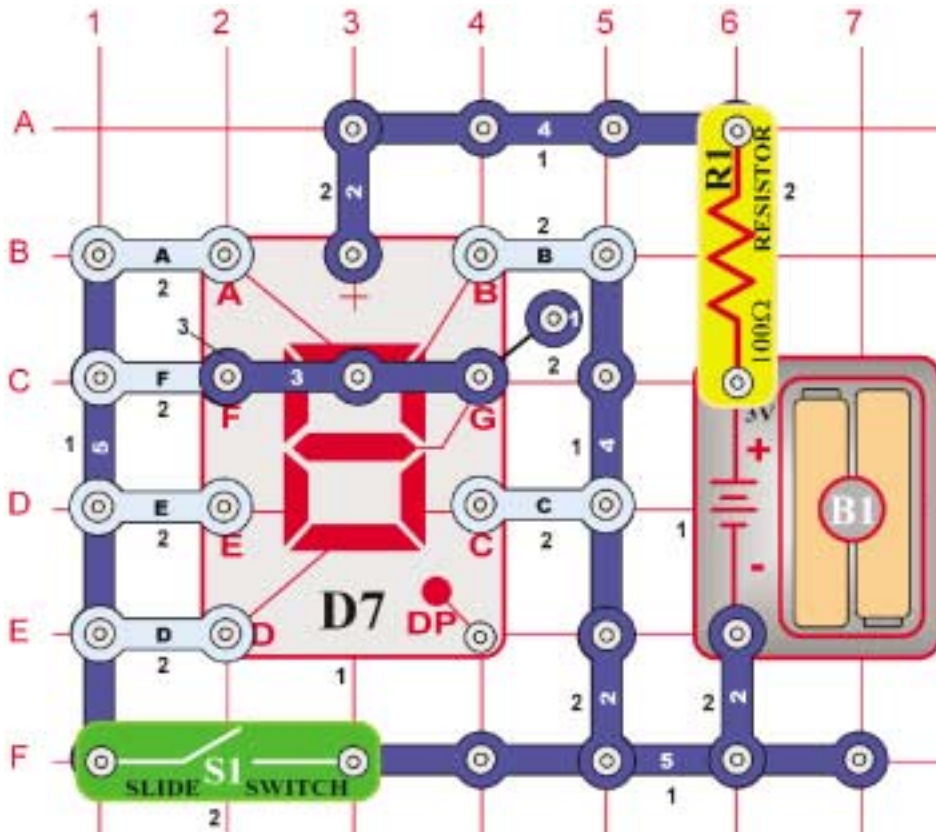 1 2 3 4 5 6 7
A 4 1
2 2 R1 RESISTOR 2
2
B A B
2 A + B
3 1
C F 3 2 100Ω
2 F G 3V
1 5 1 4 +
D E C B1
2 E C 2 1
-
D7 DP
E D D
2 1 2 2 2 2
F S1 5
SLIDE SWITCH 1
2